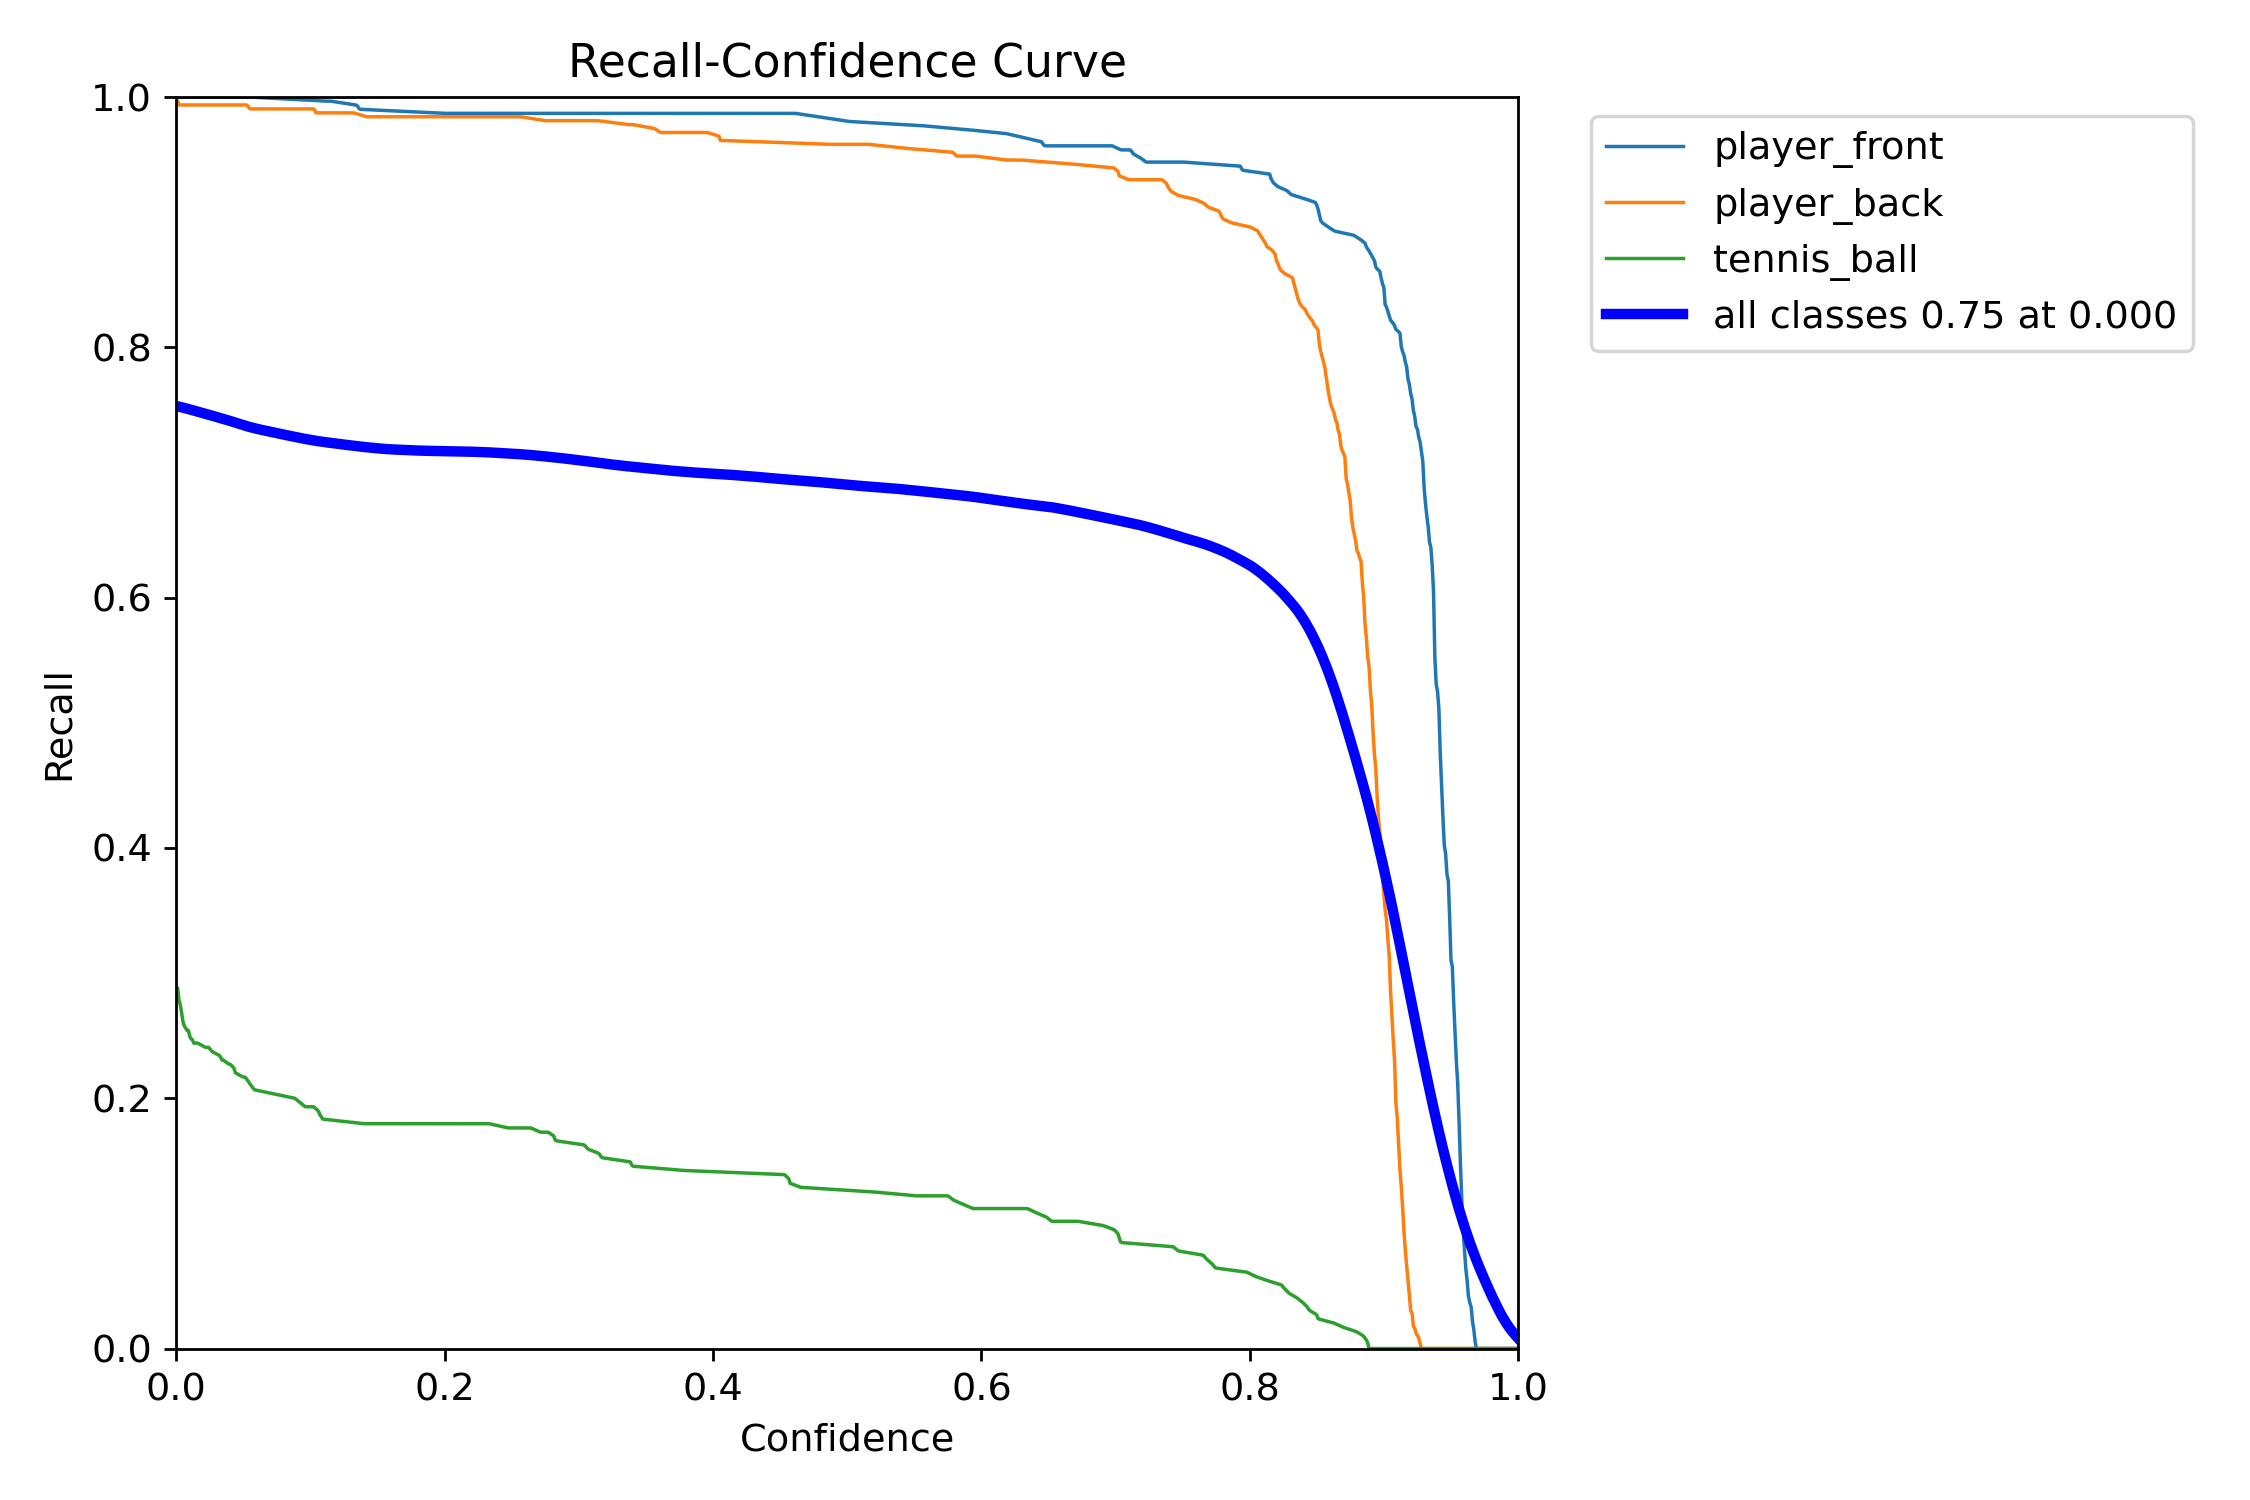 Recall-Confidence Curve
1.0
0.8
0.6
0.4
0.2
0.0
Recall
0.0 0.2 0.4 0.6 0.8 1.0
Confidence
player_front
player_back
tennis_ball
all classes 0.75 at 0.000